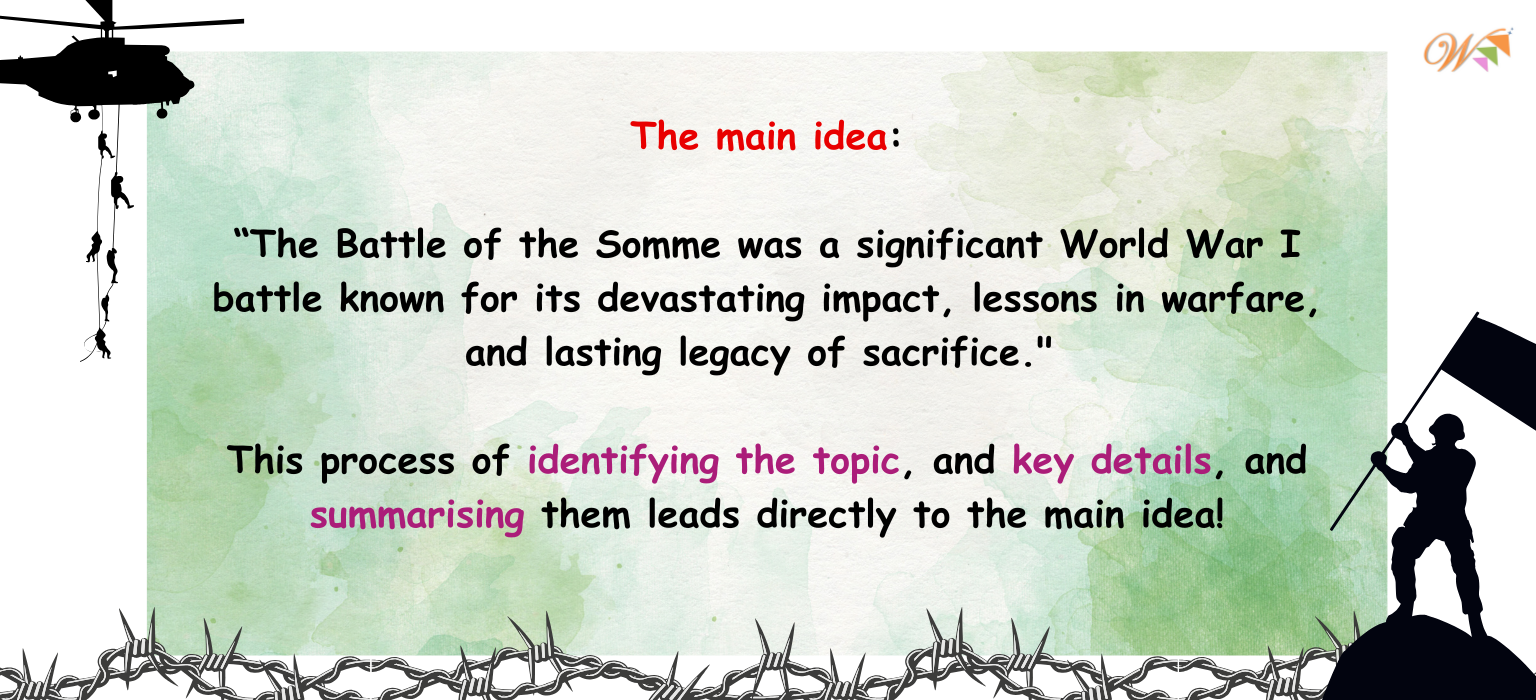 W
The main idea:
“The Battle of the Somme was a significant World War I
battle known for its devastating impact, lessons in warfare,
and lasting legacy of sacrifice."
This process of identifying the topic, and key details, and
summarising them leads directly to the main idea!